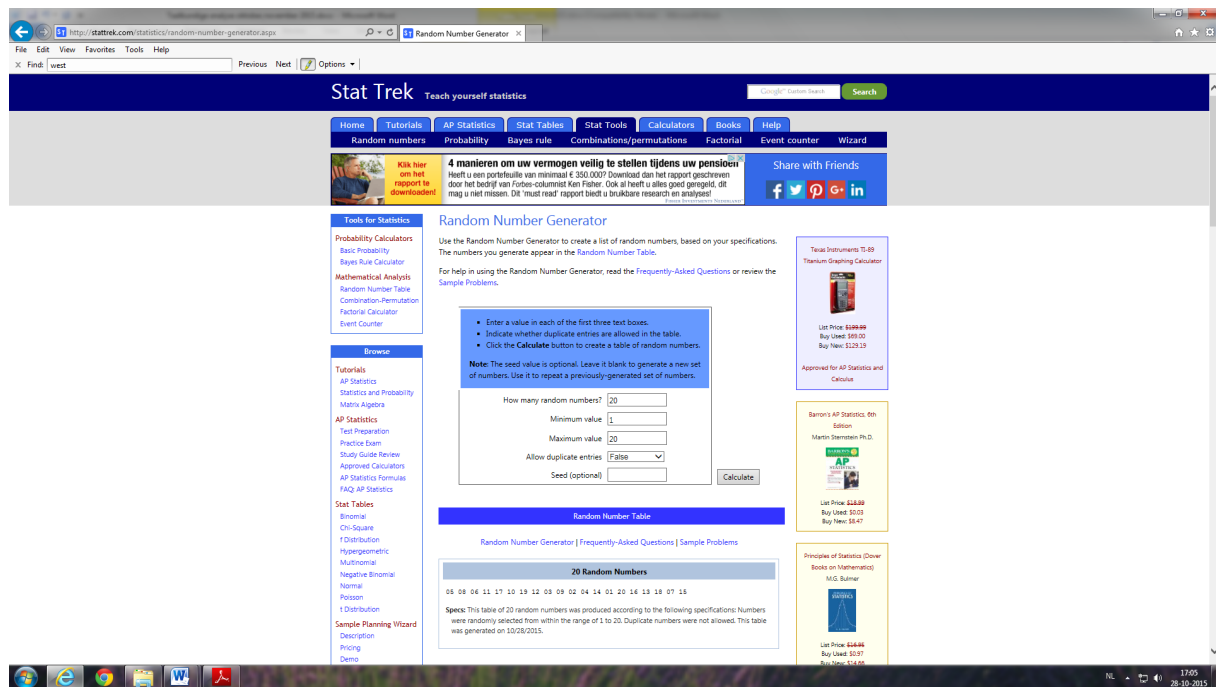 http://stattrek.com/statistics/random-number-generator.aspx
ST Random Number Generator
File Edit View Favorites Tools Help
Find: west Previous Next Options
Stat Trek Teach yourself statistics
Google Custom Search Search
Home Tutorials AP Statistics Stat Tables Stat Tools Calculators Books Help
Random numbers Probability Bayes rule Combinations/permutations Factorial Event counter Wizard
Klik hier
om het
rapport te
downloaden!
4 manieren om uw vermogen veilig te stellen tijdens uw pensioen
Heeft u een portefeuille van minimaal € 350.000? Download dan het rapport geschreven
door het bedrijf van Forbes-columnist Ken Fisher. Ook al heeft u alles goed geregeld, dit
mag u niet missen. Dit 'must read' rapport biedt u bruikbare research en analyses!
Fisher Investments Nederland
Share with Friends
Tools for Statistics
Probability Calculators
Basic Probability
Bayes Rule Calculator
Mathematical Analysis
Random Number Table
Combination-Permutation
Factorial Calculator
Event Counter
Browse
Tutorials
AP Statistics
Statistics and Probability
Matrix Algebra
AP Statistics
Test Preparation
Practice Exam
Study Guide Review
Approved Calculators
AP Statistics Formulas
FAQ: AP Statistics
Stat Tables
Binomial
Chi-Square
f Distribution
Hypergeometric
Multinomial
Negative Binomial
Normal
Poisson
t Distribution
Sample Planning Wizard
Description
Pricing
Demo
Random Number Generator
Use the Random Number Generator to create a list of random numbers, based on your specifications.
The numbers you generate appear in the Random Number Table.
For help in using the Random Number Generator, read the Frequently-Asked Questions or review the
Sample Problems.
Enter a value in each of the first three text boxes.
Indicate whether duplicate entries are allowed in the table.
Click the Calculate button to create a table of random numbers.
Note: The seed value is optional. Leave it blank to generate a new set
of numbers. Use it to repeat a previously-generated set of numbers.
How many random numbers? 20
Minimum value 1
Maximum value 20
Allow duplicate entries False
Seed (optional)
Calculate
Random Number Table
Random Number Generator | Frequently-Asked Questions | Sample Problems
20 Random Numbers
05 08 06 11 17 10 19 12 03 09 02 04 14 01 20 16 13 18 07 15
Specs: This table of 20 random numbers was produced according to the following specifications: Numbers
were randomly selected from within the range of 1 to 20. Duplicate numbers were not allowed. This table
was generated on 10/28/2015.
Texas Instruments TI-89
Titanium Graphing Calculator
List Price: $199.99
Buy Used: $69.00
Buy New: $129.19
Approved for AP Statistics and
Calculus
Barron's AP Statistics, 6th
Edition
Martin Sternstein Ph.D.
List Price: $18.99
Buy Used: $0.03
Buy New: $8.47
Principles of Statistics (Dover
Books on Mathematics)
M.G. Bulmer
List Price: $16.95
Buy Used: $0.97
Buy New: $14.66
NL 17:05
28-10-2015